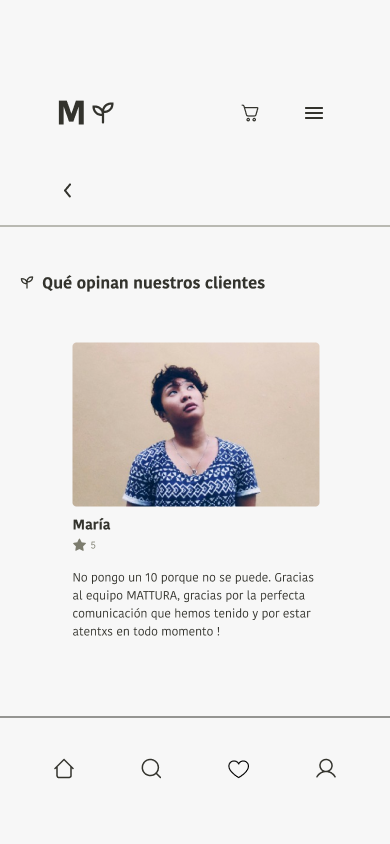 M
Qué opinan nuestros clientes
María
5
No pongo un 10 porque no se puede. Gracias
al equipo MATTURA, gracias por la perfecta
comunicación que hemos tenido y por estar
atentxs en todo momento !